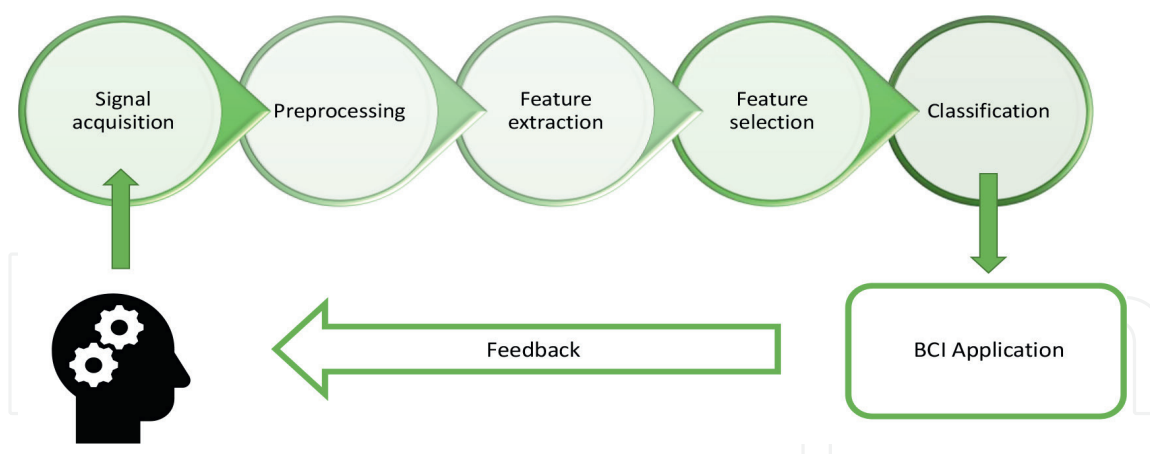 Signal
acquisition
Preprocessing
Feature
extraction
Feature
selection
Classification
Feedback
BCI Application